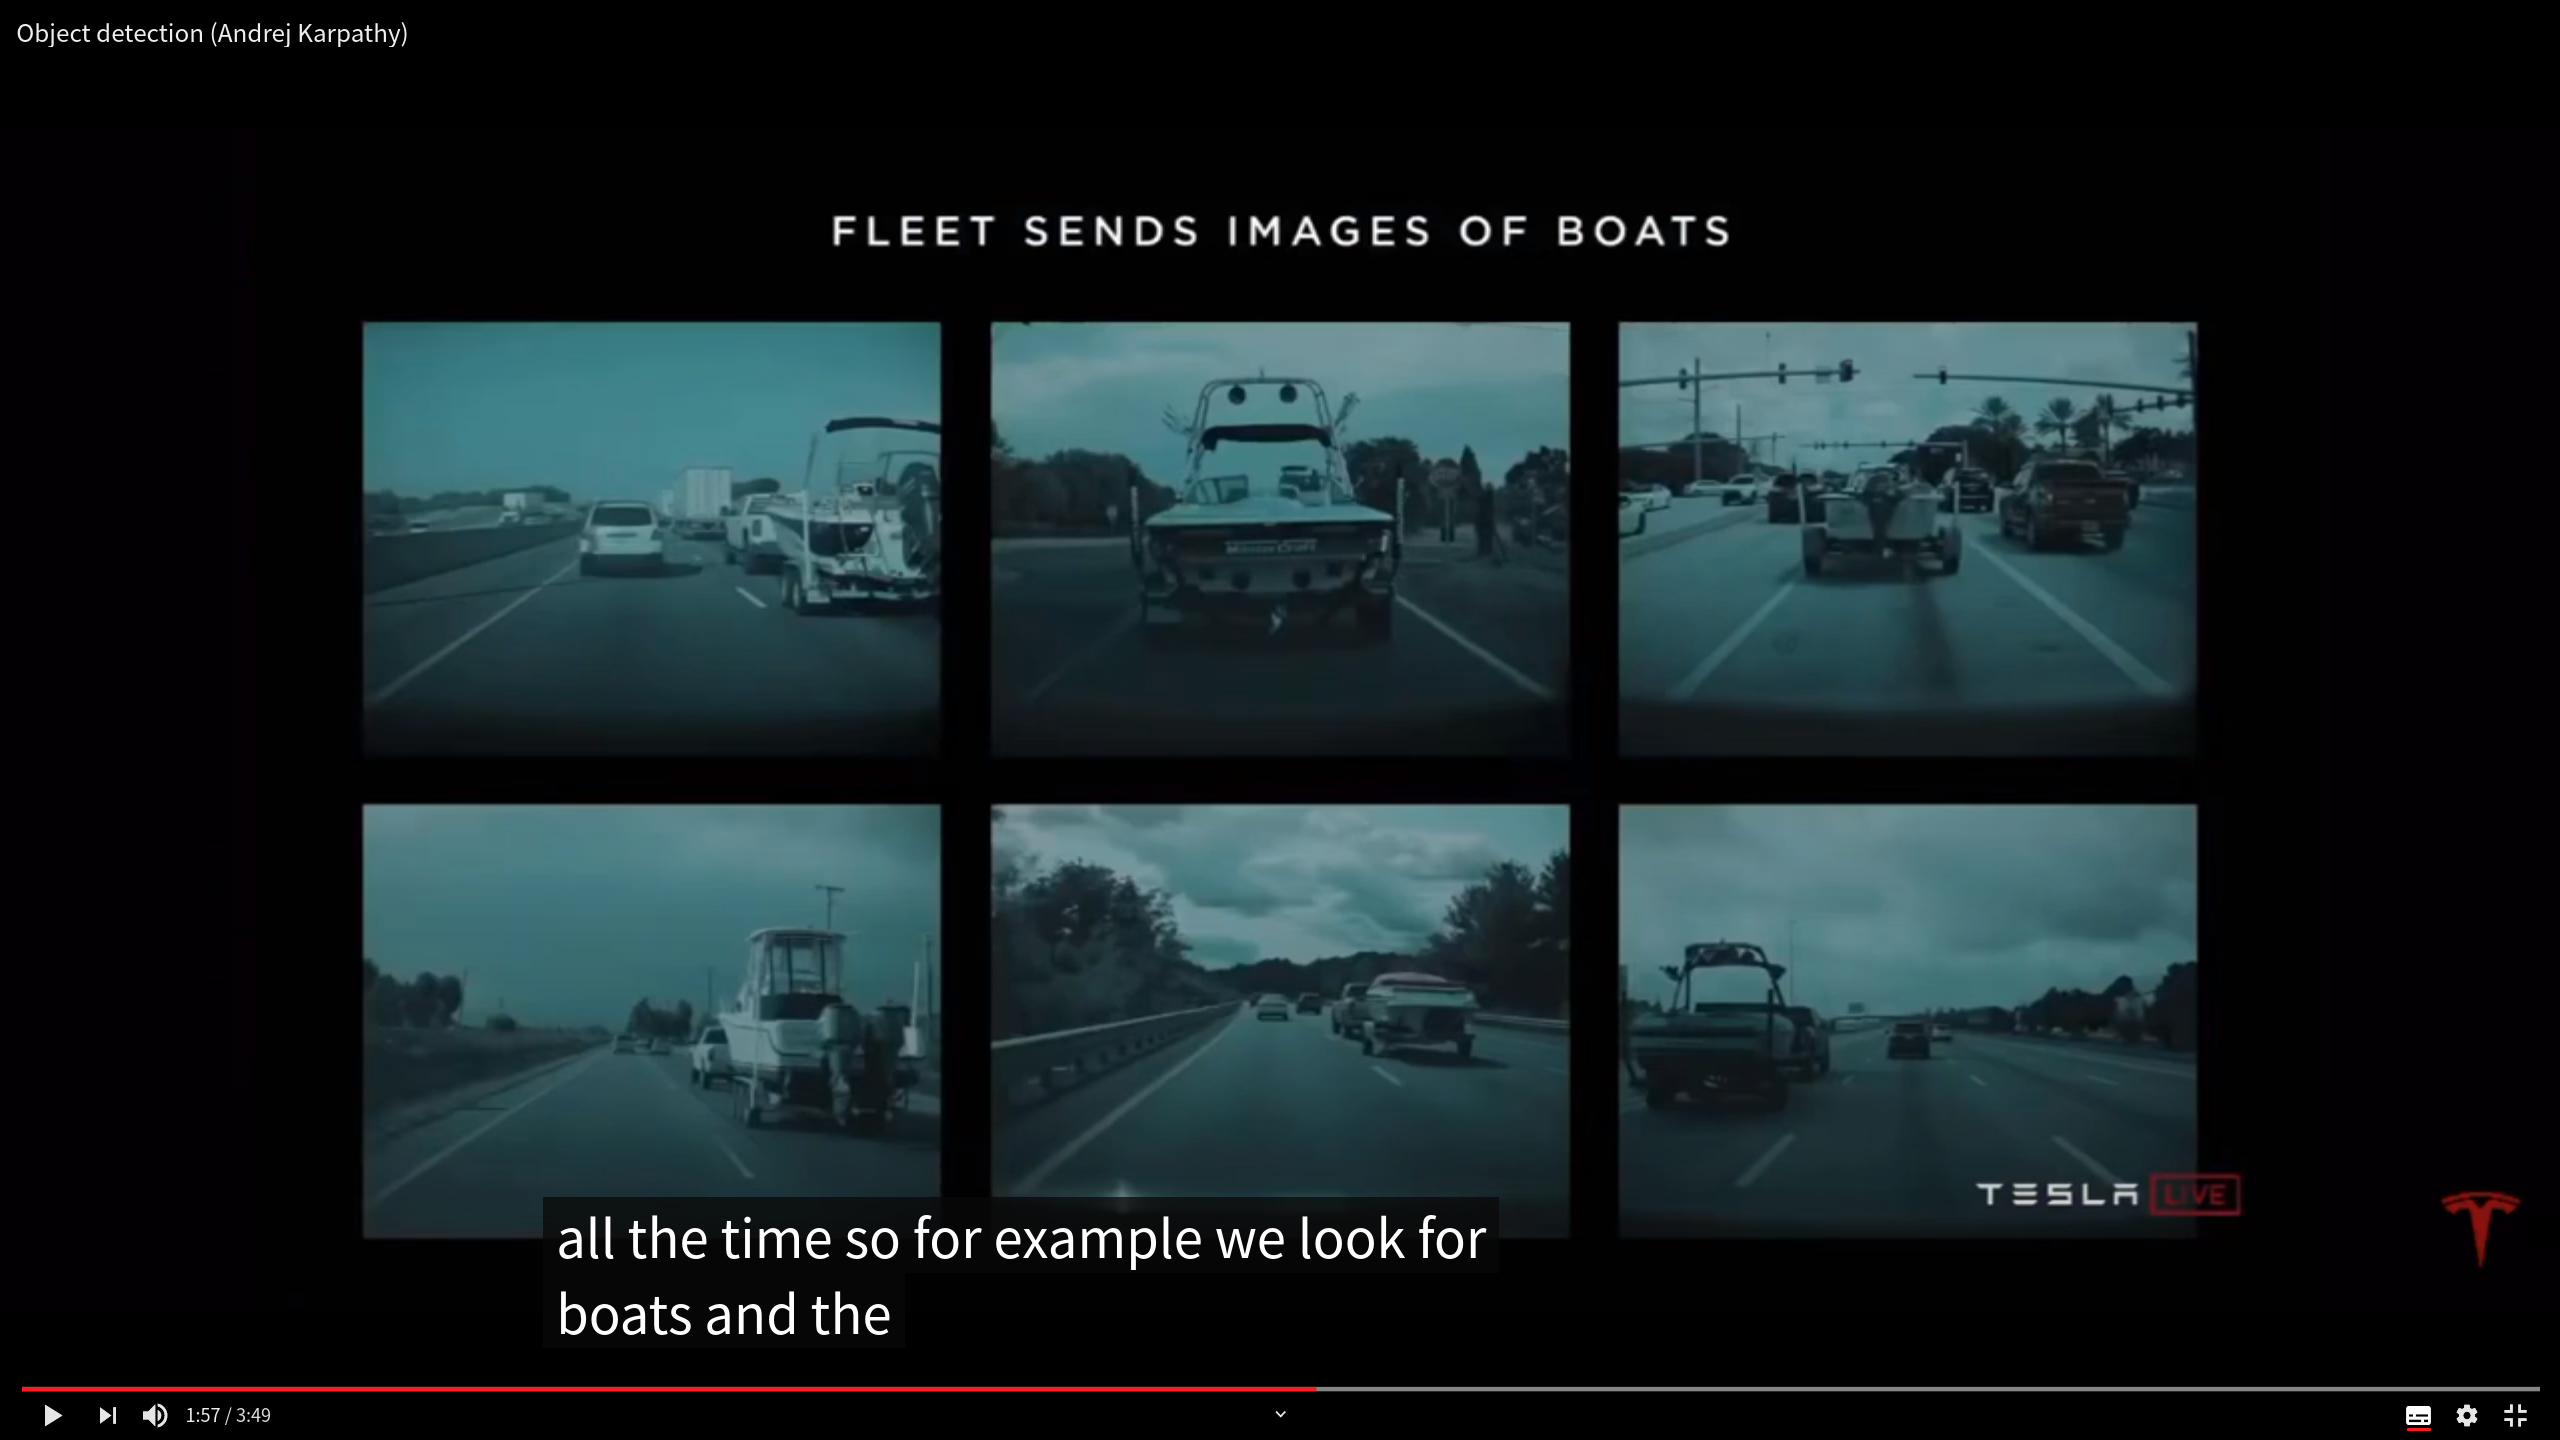 Object detection (Andrej Karpathy)
FLEET SENDS IMAGES OF BOATS
MasterCraft
TESLA LIVE
all the time so for example we look for
boats and the
1:57 / 3:49